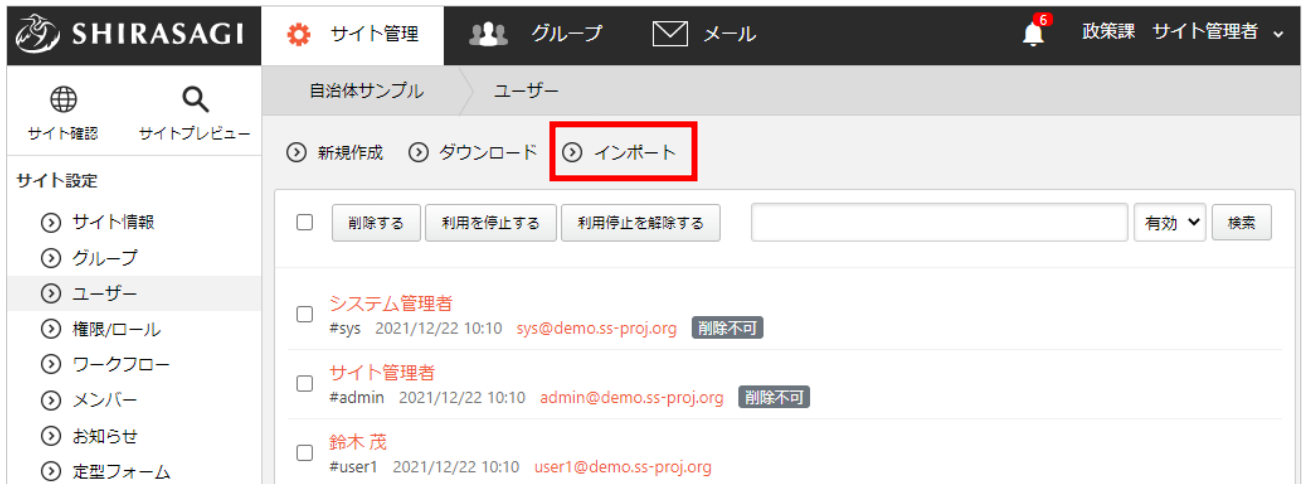 SHIRASAGI サイト管理 グループ メール 6 政策課 サイト管理者
サイト確認 サイトプレビュー
自治体サンプル ユーザー
新規作成 ダウンロード インポート
サイト設定
サイト情報
グループ
ユーザー
権限/ロール
ワークフロー
メンバー
お知らせ
定型フォーム
削除する 利用を停止する 利用停止を解除する 有効 検索
システム管理者
#sys 2021/12/22 10:10 sys@demo.ss-proj.org 削除不可
サイト管理者
#admin 2021/12/22 10:10 admin@demo.ss-proj.org 削除不可
鈴木 茂
#user1 2021/12/22 10:10 user1@demo.ss-proj.org